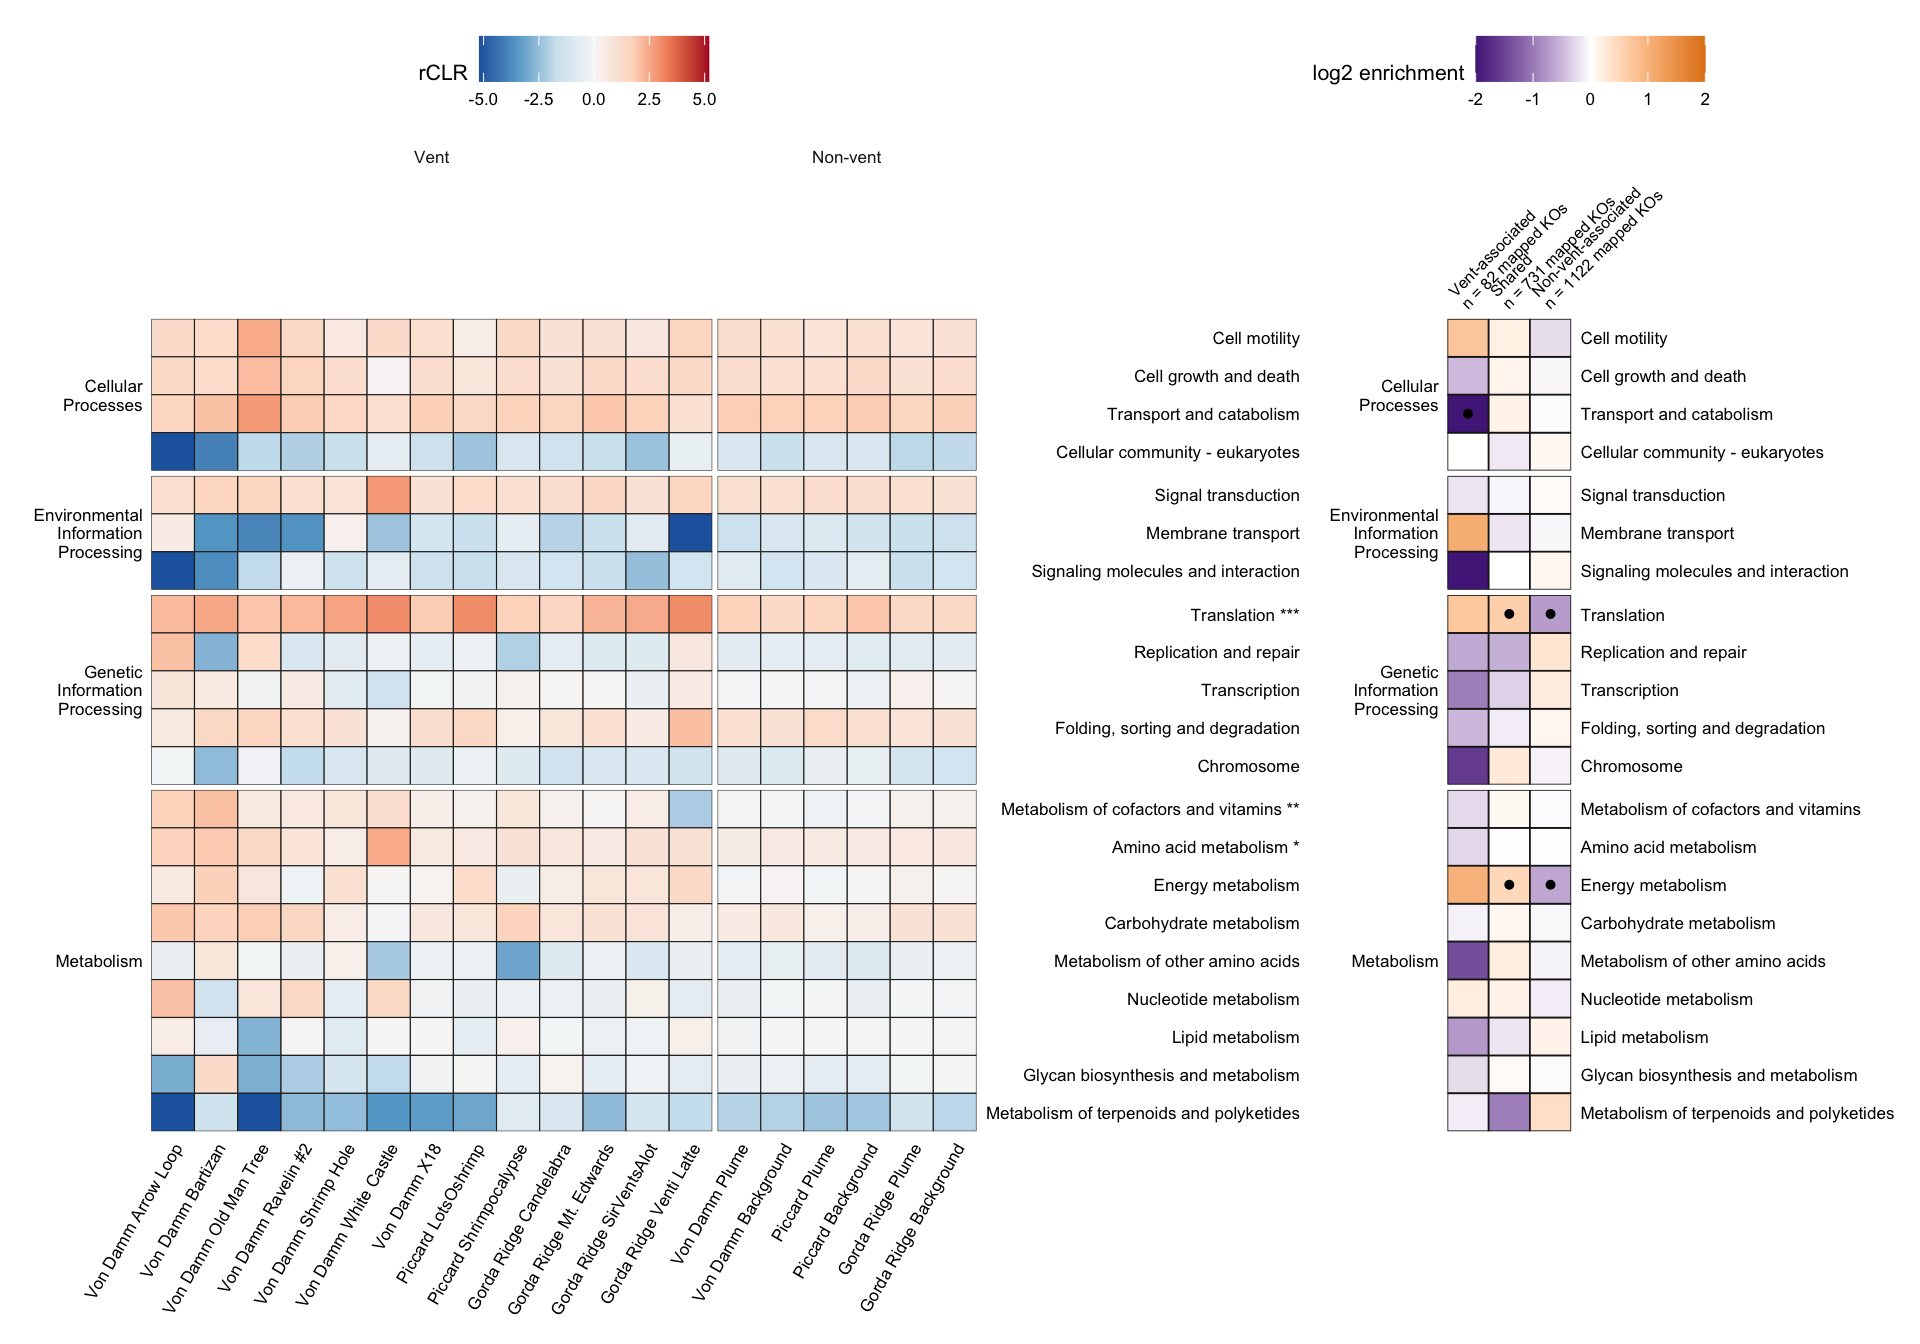 rCLR
-5.0 -2.5 0.0 2.5 5.0
log2 enrichment
-2 -1 0 1 2
Vent
Non-vent
Vent-associated
n = 82 mapped KOs
Shared
n = 731 mapped KOs
Non-vent-associated
n = 1122 mapped KOs
Cellular
Processes
Environmental
Information
Processing
Genetic
Information
Processing
Metabolism
Cell motility
Cell growth and death
Transport and catabolism
Cellular community - eukaryotes
Signal transduction
Membrane transport
Signaling molecules and interaction
Translation ***
Replication and repair
Transcription
Folding, sorting and degradation
Chromosome
Metabolism of cofactors and vitamins **
Amino acid metabolism *
Energy metabolism
Carbohydrate metabolism
Metabolism of other amino acids
Nucleotide metabolism
Lipid metabolism
Glycan biosynthesis and metabolism
Metabolism of terpenoids and polyketides
Cellular
Processes
Environmental
Information
Processing
Genetic
Information
Processing
Metabolism
Cell motility
Cell growth and death
Transport and catabolism
Cellular community - eukaryotes
Signal transduction
Membrane transport
Signaling molecules and interaction
Translation
Replication and repair
Transcription
Folding, sorting and degradation
Chromosome
Metabolism of cofactors and vitamins
Amino acid metabolism
Energy metabolism
Carbohydrate metabolism
Metabolism of other amino acids
Nucleotide metabolism
Lipid metabolism
Glycan biosynthesis and metabolism
Metabolism of terpenoids and polyketides
Von Damm Arrow Loop
Von Damm Bartizan
Von Damm Old Man Tree
Von Damm Ravelin #2
Von Damm Shrimp Hole
Von Damm White Castle
Von Damm X18
Piccard LotsOshrimp
Piccard Shrimpocalypse
Gorda Ridge Candelabra
Gorda Ridge Mt. Edwards
Gorda Ridge SirVentsAlot
Gorda Ridge Venti Latte
Von Damm Plume
Von Damm Background
Piccard Plume
Piccard Background
Gorda Ridge Plume
Gorda Ridge Background